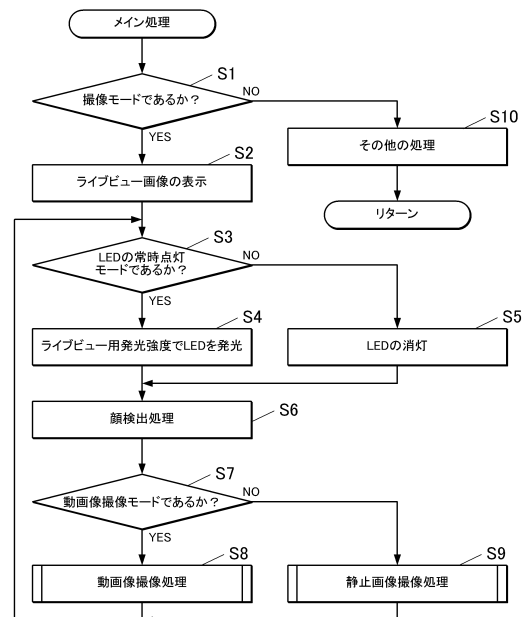 メイン処理
S1
撮像モードであるか？
NO
YES
S10
その他の処理
S2
ライブビュー画像の表示
リターン
S3
LEDの常時点灯
モードであるか？
NO
YES
S4
ライブビュー用発光強度でLEDを発光
S5
LEDの消灯
S6
顔検出処理
S7
動画像撮像モードであるか？
NO
YES
S8
動画像撮像処理
S9
静止画像撮像処理